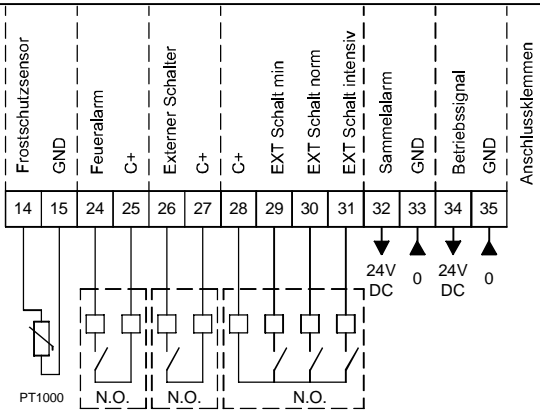 Frostschutzsensor
GND
Feueralarm
C+
Externer Schalter
C+
C+
EXT Schalt min
EXT Schalt norm
EXT Schalt intensiv
Sammelalarm
GND
Betriebssignal
GND
Anschlussklemmen
14 15 24 25 26 27 28 29 30 31 32 33 34 35
24V
DC
0
24V
DC
0
PT1000
N.O.
N.O.
N.O.